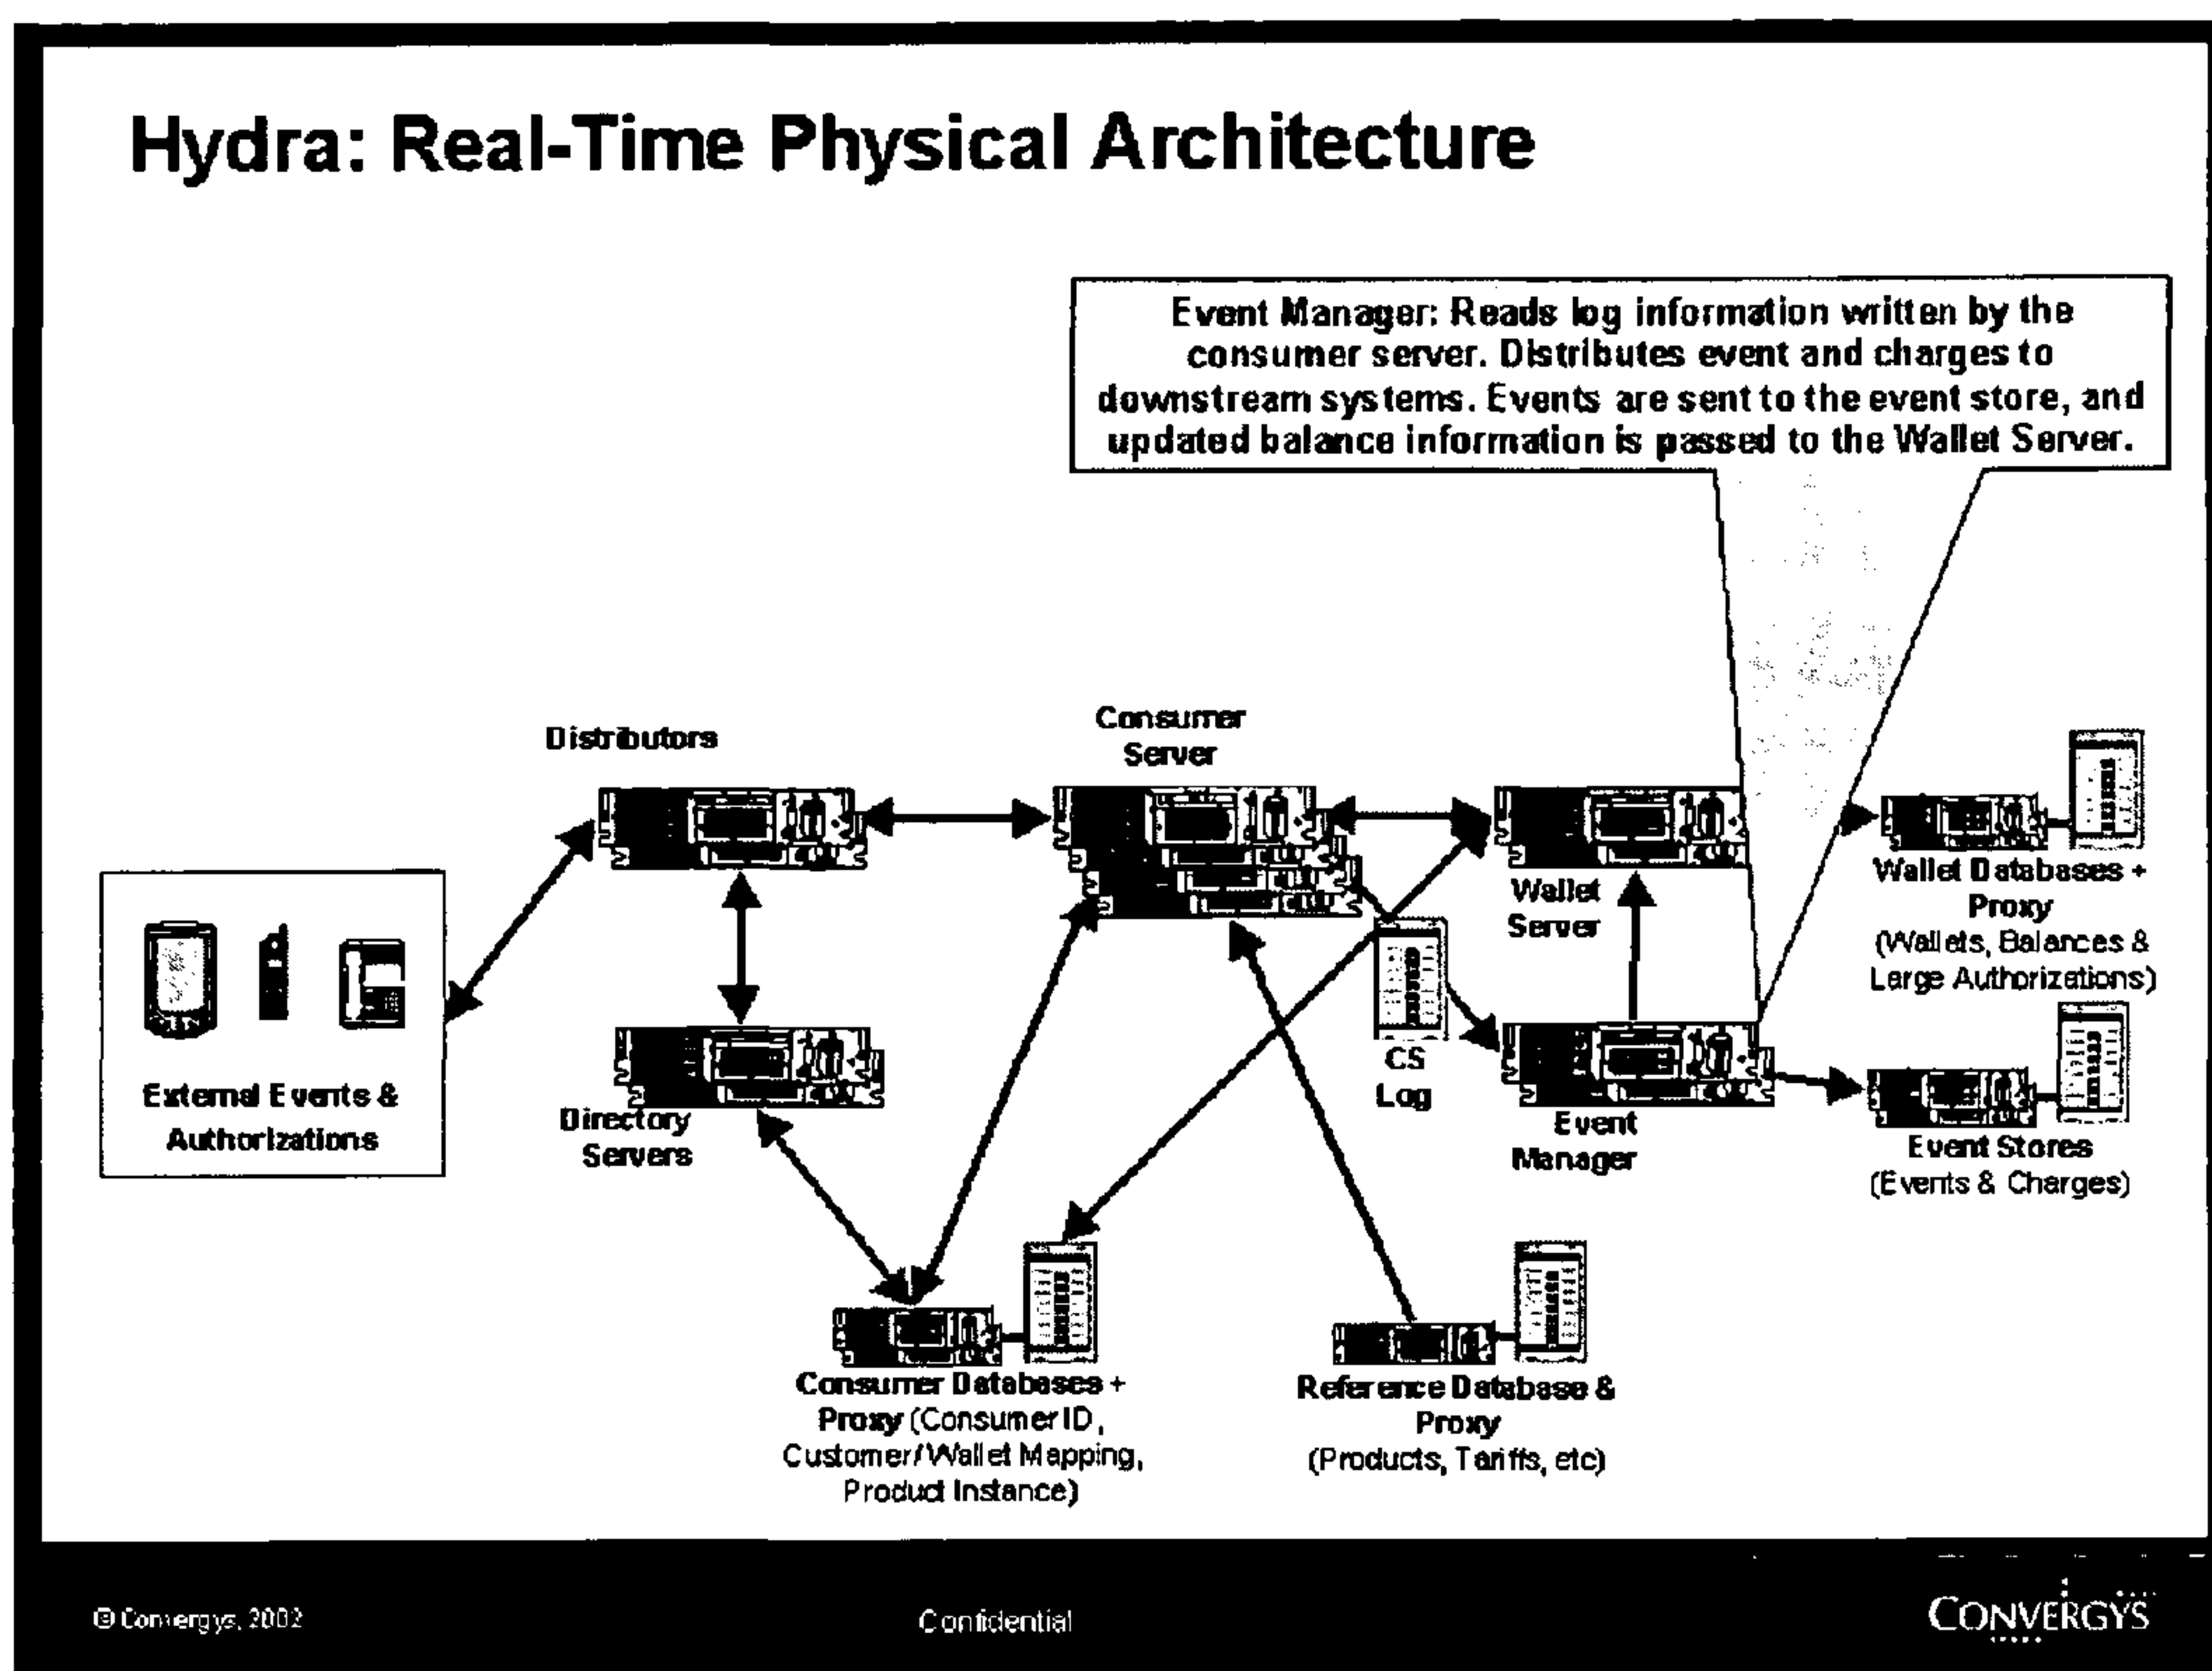 Hydra: Real-Time Physical Architecture
Event Manager: Reads log information written by the
consumer server. Distributes event and charges to
downstream systems. Events are sent to the event store, and
updated balance information is passed to the Wallet Server.
Distributors
Consumer
Server
Wallet
Server
Wallet Databases +
Proxy
(Wallets, Balances &
Large Authorizations)
External Events &
Authorizations
Directory
Servers
CS
Log
Event
Manager
Event Stores
(Events & Charges)
Consumer Databases +
Proxy (Consumer ID,
Customer/Wallet Mapping,
Product Instance)
Reference Database &
Proxy
(Products, Tariffs, etc)
© Convergys, 2002
Confidential
CONVERGYS